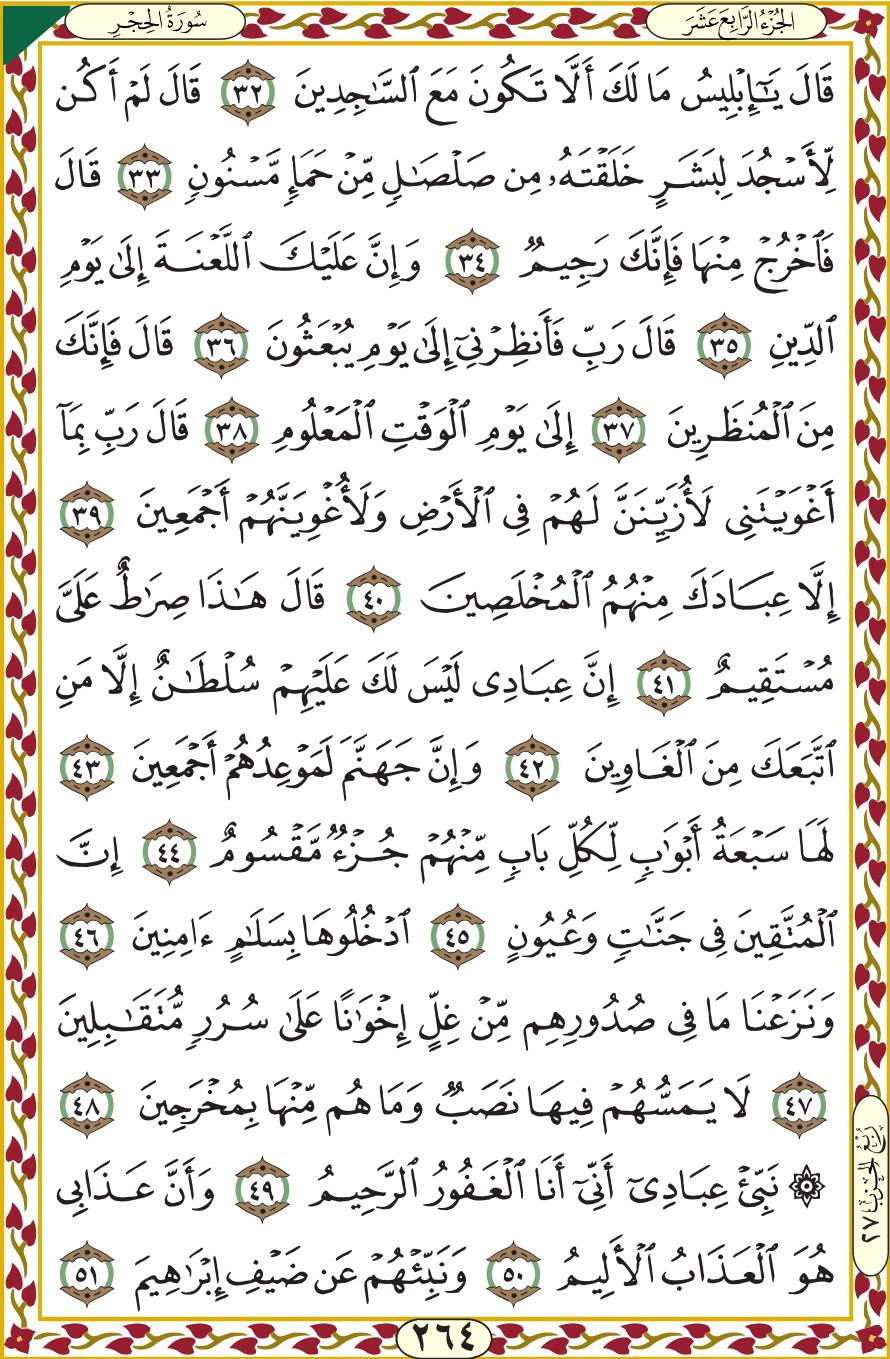 الجُزْءُ الرَّابِعَ عَشَرَ
سُورَةُ الحِجْرِ
قَالَ يَـٰٓإِبْلِيسُ مَا لَكَ أَلَّا تَكُونَ مَعَ ٱلسَّـٰجِدِينَ ٣٢ قَالَ لَمْ أَكُن
لِّأَسْجُدَ لِبَشَرٍ خَلَقْتَهُۥ مِن صَلْصَـٰلٍ مِّنْ حَمَإٍ مَّسْنُونٍ ٣٣ قَالَ
فَٱخْرُجْ مِنْهَا فَإِنَّكَ رَجِيمٌ ٣٤ وَإِنَّ عَلَيْكَ ٱللَّعْنَةَ إِلَىٰ يَوْمِ
ٱلدِّينِ ٣٥ قَالَ رَبِّ فَأَنظِرْنِىٓ إِلَىٰ يَوْمِ يُبْعَثُونَ ٣٦ قَالَ فَإِنَّكَ
مِنَ ٱلْمُنظَرِينَ ٣٧ إِلَىٰ يَوْمِ ٱلْوَقْتِ ٱلْمَعْلُومِ ٣٨ قَالَ رَبِّ بِمَآ
أَغْوَيْتَنِى لَأُزَيِّنَنَّ لَهُمْ فِى ٱلْأَرْضِ وَلَأُغْوِيَنَّهُمْ أَجْمَعِينَ ٣٩
إِلَّا عِبَادَكَ مِنْهُمُ ٱلْمُخْلَصِينَ ٤٠ قَالَ هَـٰذَا صِرَٰطٌ عَلَىَّ
مُسْتَقِيمٌ ٤١ إِنَّ عِبَادِى لَيْسَ لَكَ عَلَيْهِمْ سُلْطَـٰنٌ إِلَّا مَنِ
ٱتَّبَعَكَ مِنَ ٱلْغَاوِينَ ٤٢ وَإِنَّ جَهَنَّمَ لَمَوْعِدُهُمْ أَجْمَعِينَ ٤٣
لَهَا سَبْعَةُ أَبْوَٰبٍ لِّكُلِّ بَابٍ مِّنْهُمْ جُزْءٌ مَّقْسُومٌ ٤٤ إِنَّ
ٱلْمُتَّقِينَ فِى جَنَّـٰتٍ وَعُيُونٍ ٤٥ ٱدْخُلُوهَا بِسَلَـٰمٍ ءَامِنِينَ ٤٦
وَنَزَعْنَا مَا فِى صُدُورِهِم مِّنْ غِلٍّ إِخْوَٰنًا عَلَىٰ سُرُرٍ مُّتَقَـٰبِلِينَ
٤٧ لَا يَمَسُّهُمْ فِيهَا نَصَبٌ وَمَا هُم مِّنْهَا بِمُخْرَجِينَ ٤٨
۞ نَبِّئْ عِبَادِىٓ أَنِّىٓ أَنَا ٱلْغَفُورُ ٱلرَّحِيمُ ٤٩ وَأَنَّ عَذَابِى
هُوَ ٱلْعَذَابُ ٱلْأَلِيمُ ٥٠ وَنَبِّئْهُمْ عَن ضَيْفِ إِبْرَٰهِيمَ ٥١
رُبْعُ الحِزْب ٢٧
٢٦٤